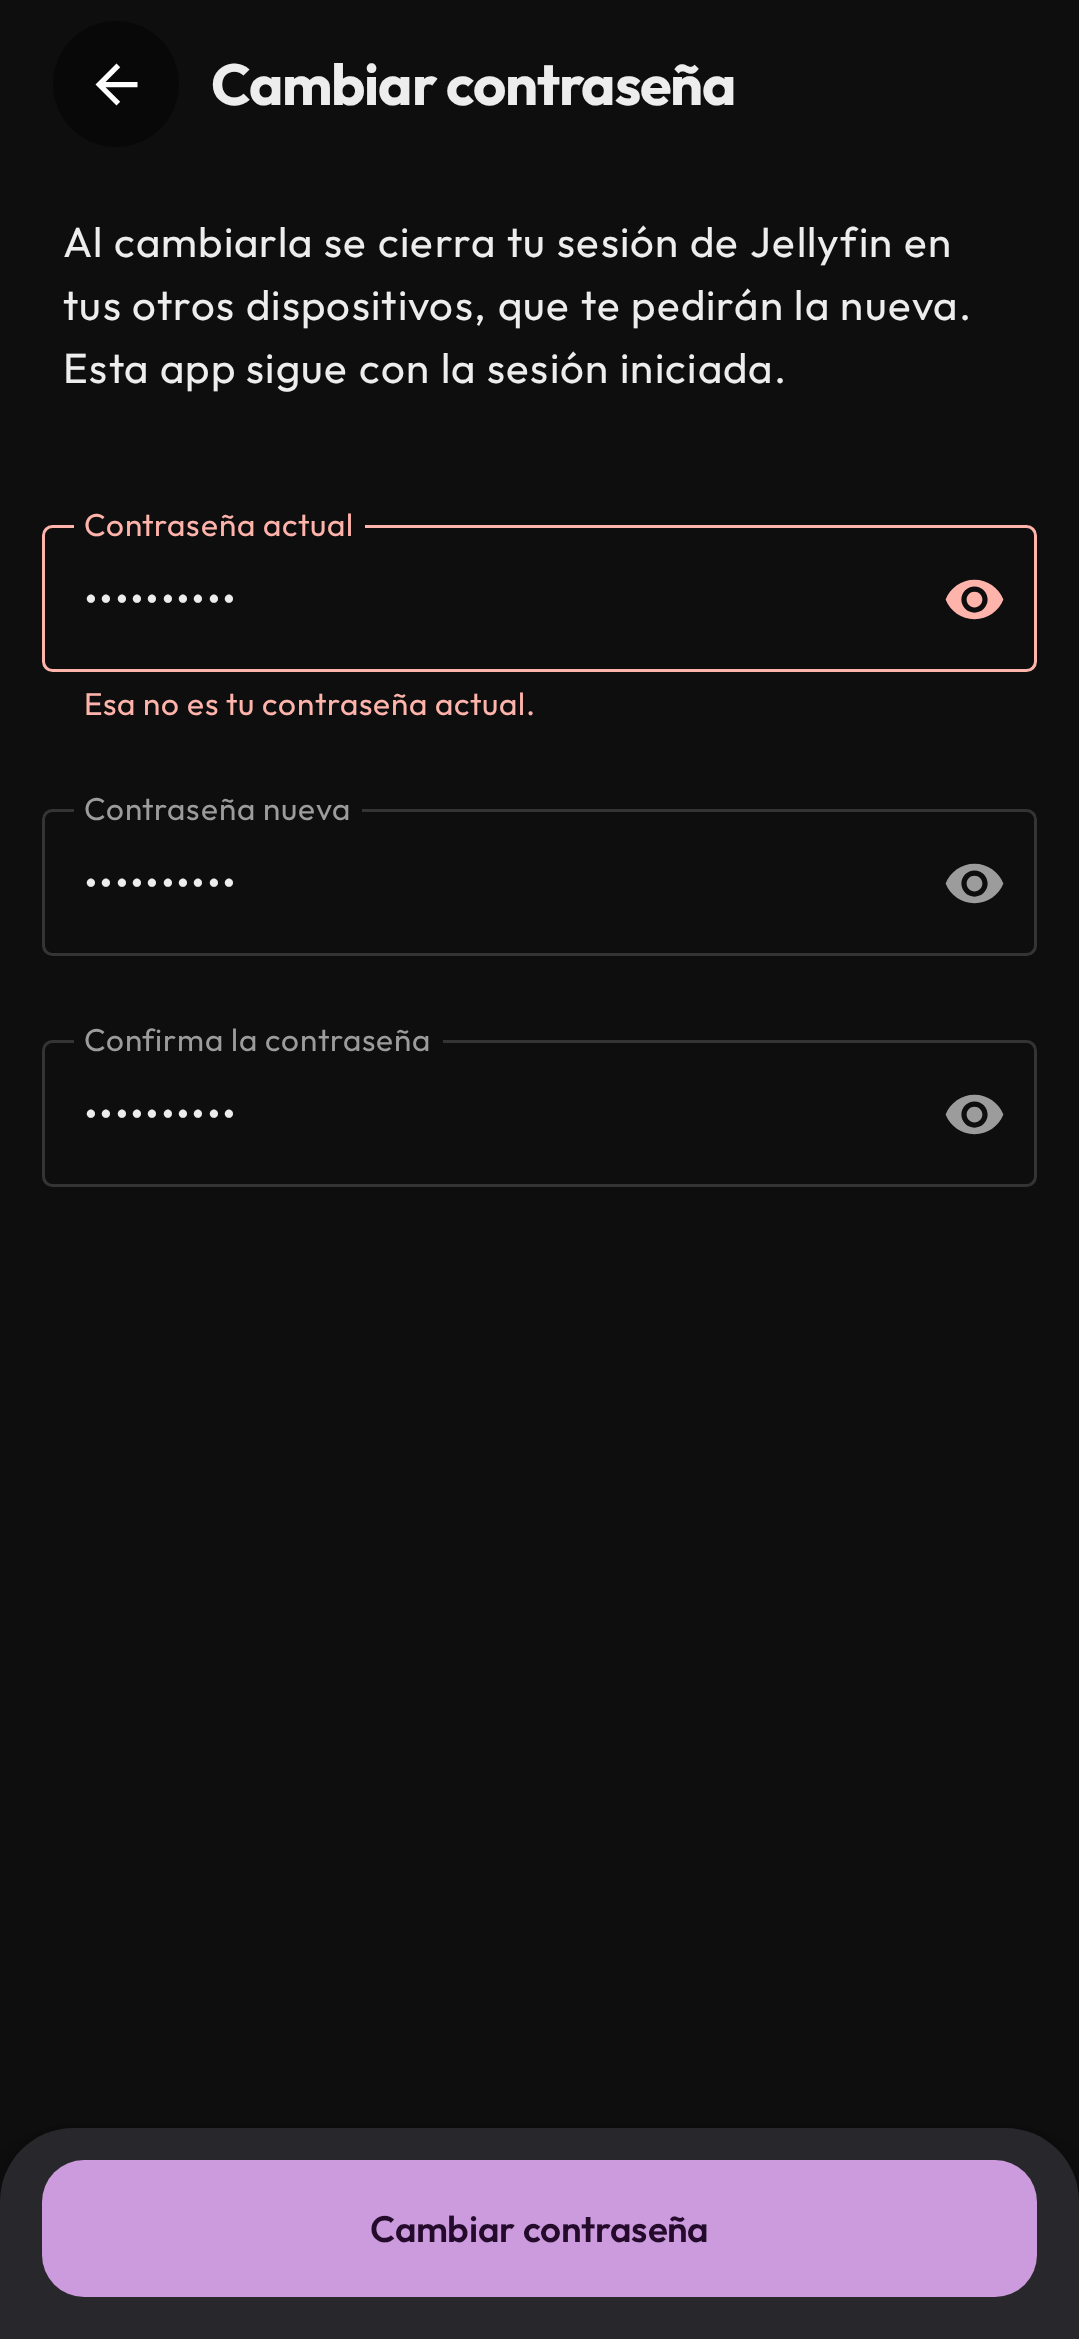 Cambiar contraseña
Al cambiarla se cierra tu sesión de Jellyfin en
tus otros dispositivos, que te pedirán la nueva.
Esta app sigue con la sesión iniciada.
Contraseña actual
••••••••••
Esa no es tu contraseña actual.
Contraseña nueva
••••••••••
Confirma la contraseña
••••••••••
Cambiar contraseña